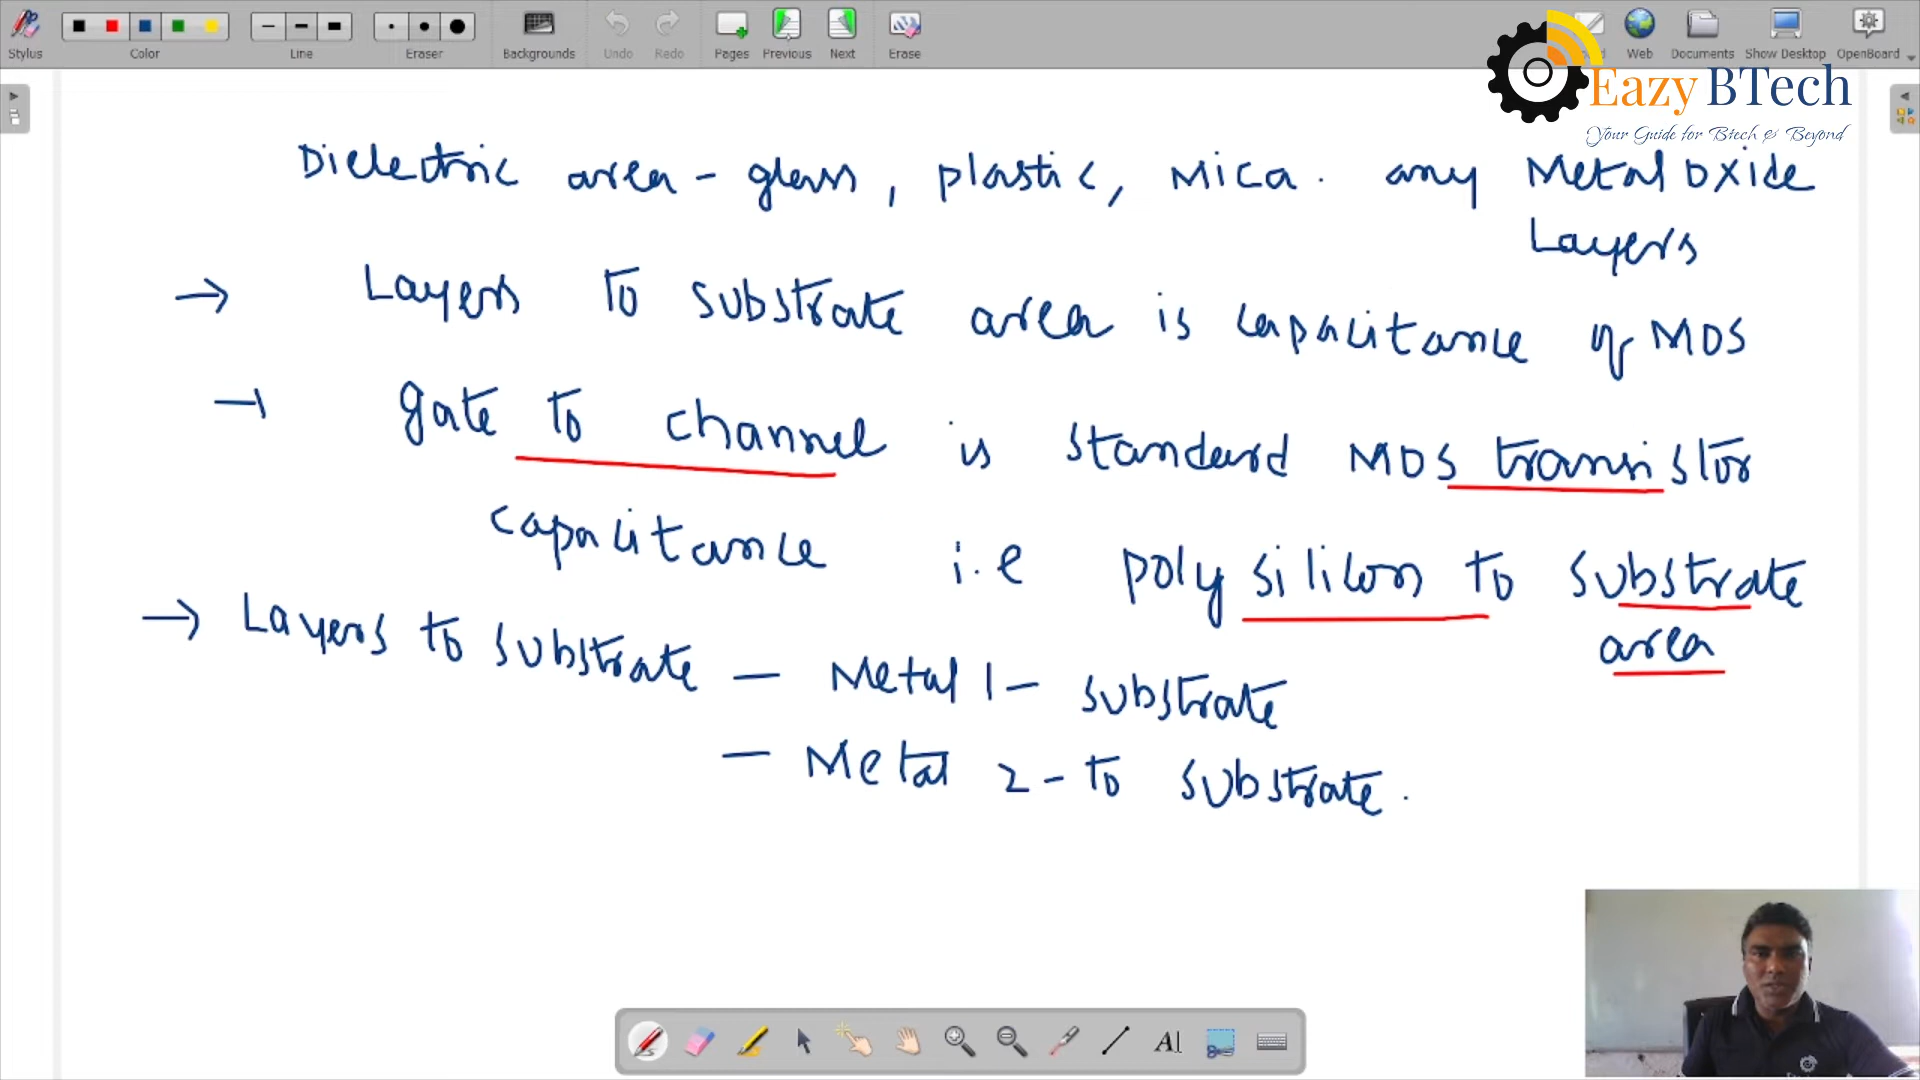 Stylus Color Line Eraser Backgrounds Undo Redo Pages Previous Next Erase Web Documents Show Desktop OpenBoard
Eazy BTech
Your Guide for Btech & Beyond
Dielectric area - glass, plastic, Mica. any Metal oxide
Layers
→ Layers to substrate area is capacitance of MOS
→ gate to channel is standard MOS transistor
capacitance i.e poly silicon to substrate
area
→ Layers to substrate — Metal 1 - substrate
— Metal 2 - to substrate.